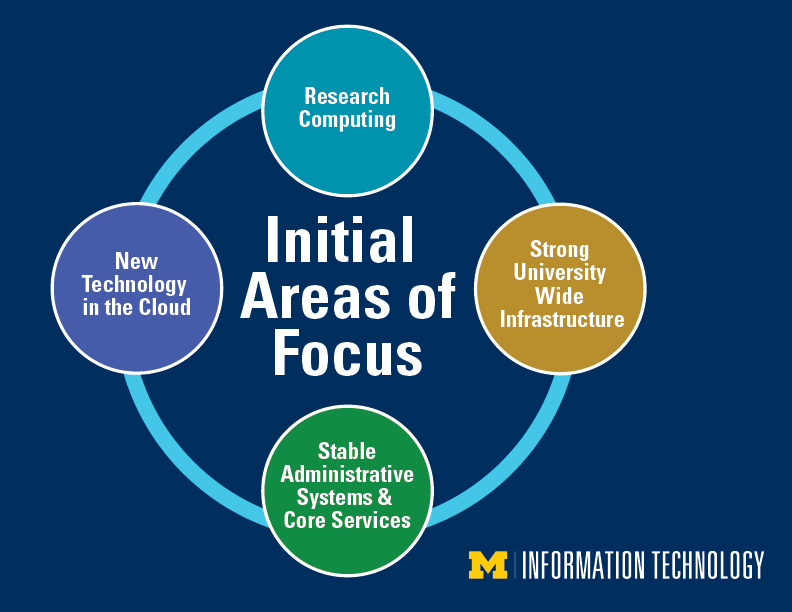 Research
Computing
New
Technology
in the Cloud
Initial
Areas of
Focus
Strong
University
Wide
Infrastructure
Stable
Administrative
Systems &
Core Services
M | INFORMATION TECHNOLOGY